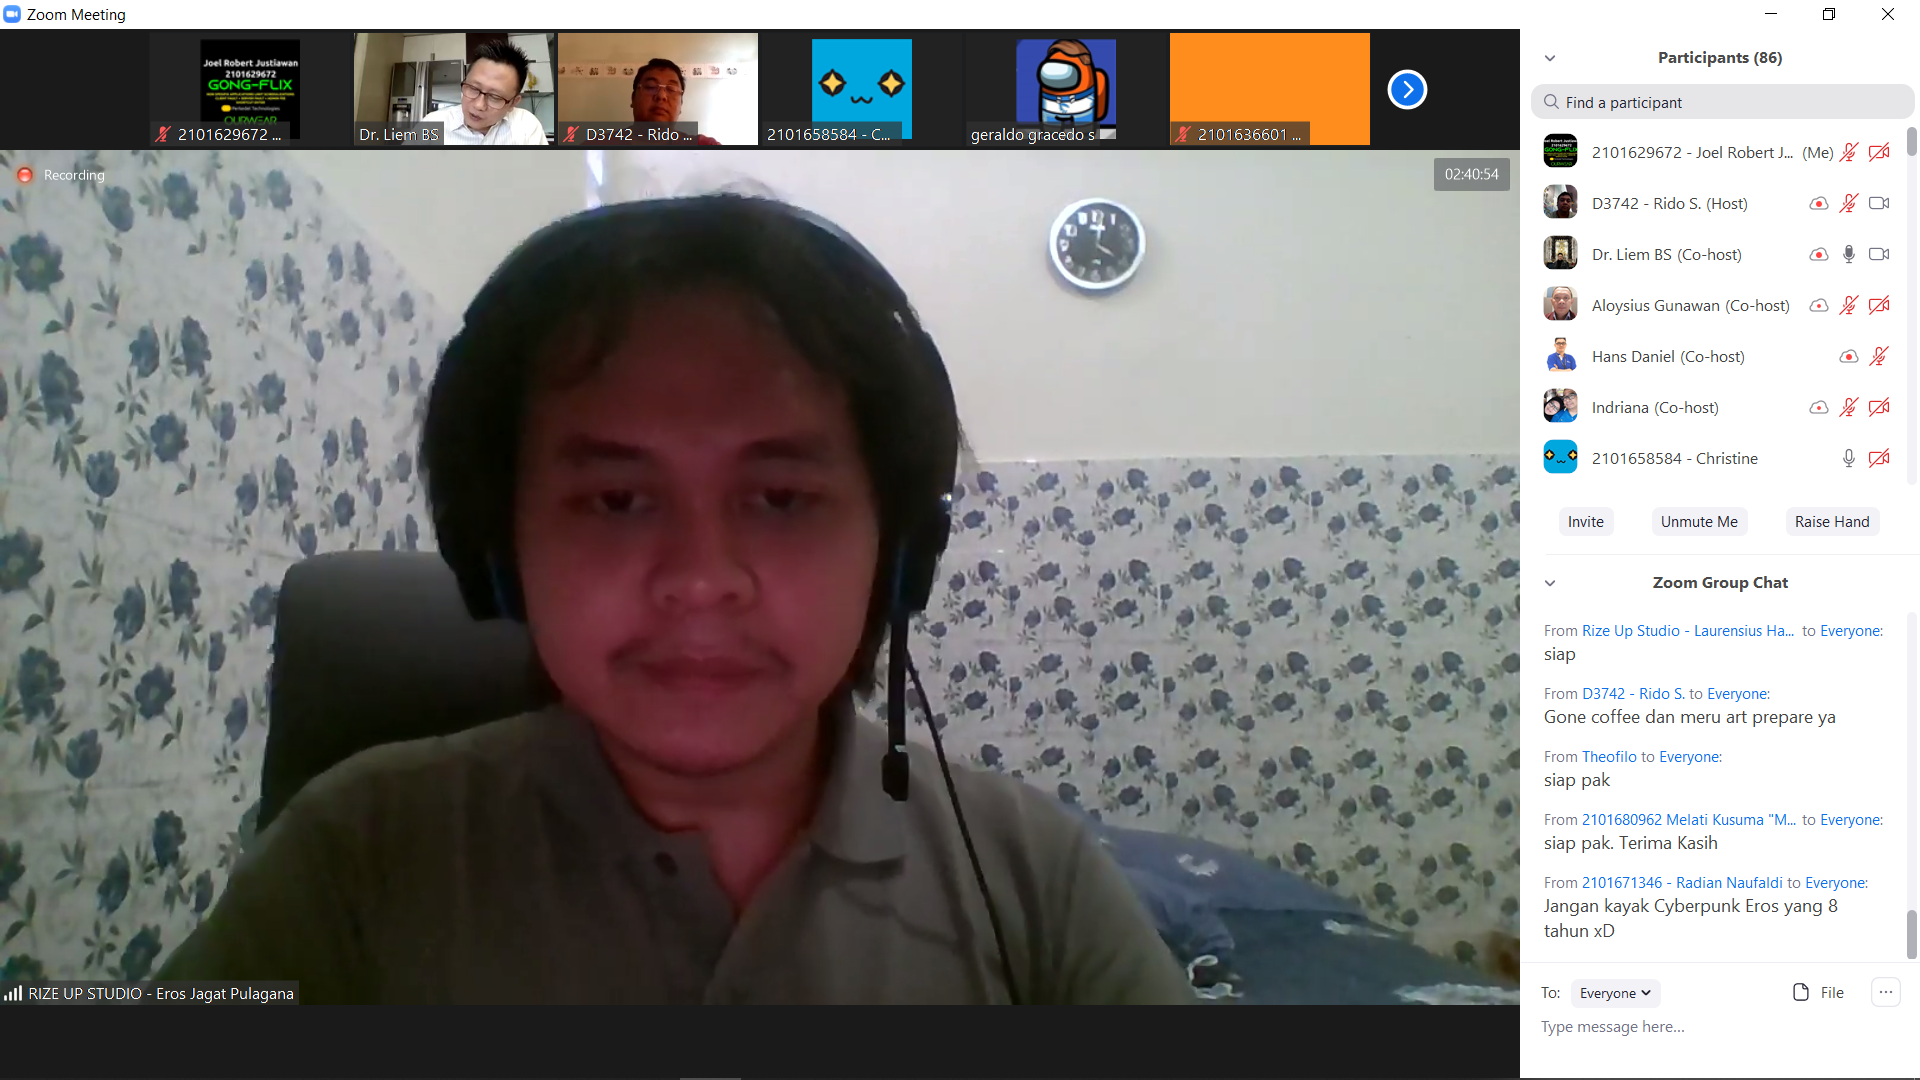 Zoom Meeting
Joel Robert Justiawan
2101629672
GONG-FLIX
OURWEAR
2101629672 ...
Dr. Liem BS
D3742 - Rido ...
2101658584 - C...
geraldo gracedo s
2101636601 ...
Recording
02:40:54
RIZE UP STUDIO - Eros Jagat Pulagana
Participants (86)
Find a participant
2101629672 - Joel Robert J... (Me)
D3742 - Rido S. (Host)
Dr. Liem BS (Co-host)
Aloysius Gunawan (Co-host)
Hans Daniel (Co-host)
Indriana (Co-host)
2101658584 - Christine
Invite
Unmute Me
Raise Hand
Zoom Group Chat
From Rize Up Studio - Laurensius Ha... to Everyone:
siap
From D3742 - Rido S. to Everyone:
Gone coffee dan meru art prepare ya
From Theofilo to Everyone:
siap pak
From 2101680962 Melati Kusuma "M... to Everyone:
siap pak. Terima Kasih
From 2101671346 - Radian Naufaldi to Everyone:
Jangan kayak Cyberpunk Eros yang 8
tahun xD
To: Everyone
File
Type message here...